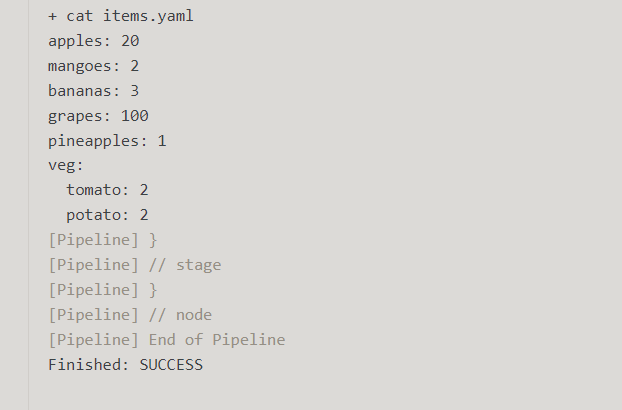 + cat items.yaml
apples: 20
mangoes: 2
bananas: 3
grapes: 100
pineapples: 1
veg:
  tomato: 2
  potato: 2
[Pipeline] }
[Pipeline] // stage
[Pipeline] }
[Pipeline] // node
[Pipeline] End of Pipeline
Finished: SUCCESS